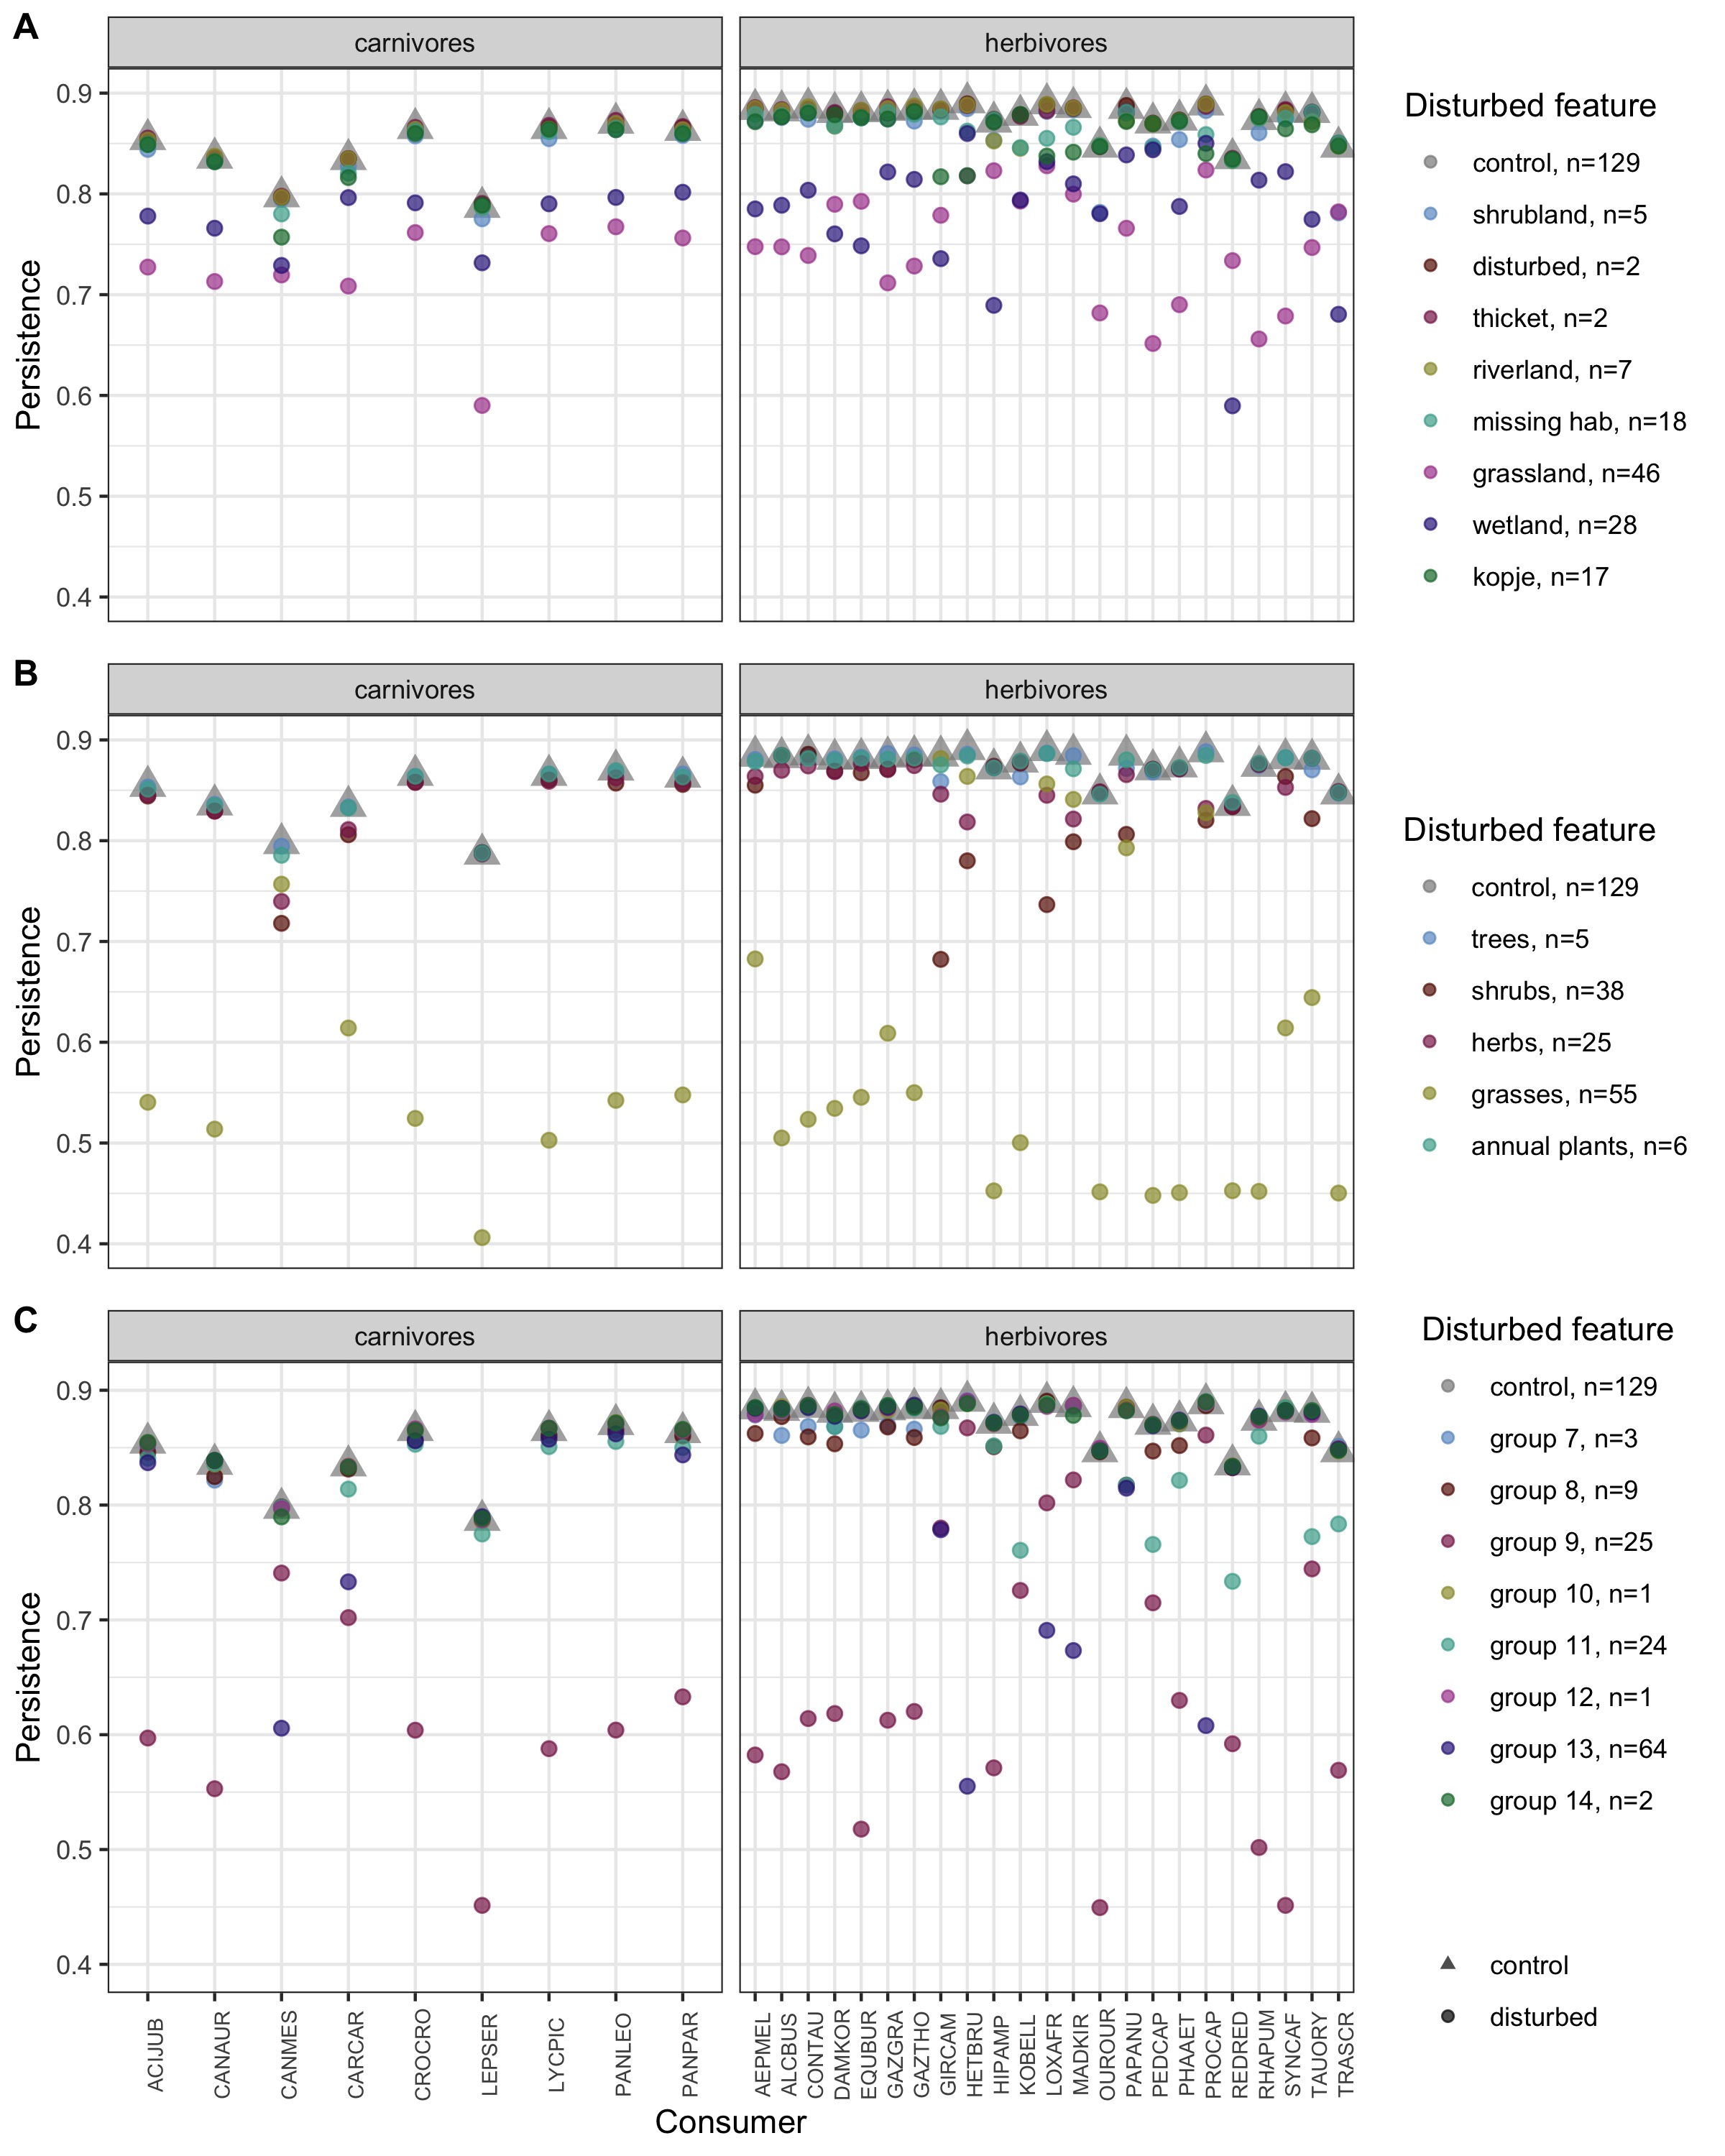 A
carnivores
herbivores
Persistence
0.9
0.8
0.7
0.6
0.5
0.4
Disturbed feature
control, n=129
shrubland, n=5
disturbed, n=2
thicket, n=2
riverland, n=7
missing hab, n=18
grassland, n=46
wetland, n=28
kopje, n=17
B
carnivores
herbivores
Persistence
0.9
0.8
0.7
0.6
0.5
0.4
Disturbed feature
control, n=129
trees, n=5
shrubs, n=38
herbs, n=25
grasses, n=55
annual plants, n=6
C
carnivores
herbivores
Persistence
0.9
0.8
0.7
0.6
0.5
0.4
Disturbed feature
control, n=129
group 7, n=3
group 8, n=9
group 9, n=25
group 10, n=1
group 11, n=24
group 12, n=1
group 13, n=64
group 14, n=2
control
disturbed
ACIJUB
CANAUR
CANMES
CARCAR
CROCRO
LEPSER
LYCPIC
PANLEO
PANPAR
AEPMEL
ALCBUS
CONTAU
DAMKOR
EQUBUR
GAZGRA
GAZTHO
GIRCAM
HETBRU
HIPAMP
KOBELL
LOXAFR
MADKIR
OUROUR
PAPANU
PEDCAP
PHAAET
PROCAP
REDRED
RHAPUM
SYNCAF
TAUORY
TRASCR
Consumer